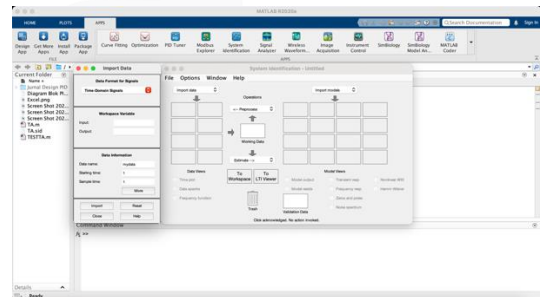 MATLAB R2020a
HOME PLOTS APPS
Search Documentation Sign In
Design App
Get More Apps
Install App
Package App
Curve Fitting
Optimization
PID Tuner
Modbus Explorer
System Identification
Signal Analyzer
Wireless Waveform...
Image Acquisition
Instrument Control
SimBiology
SimBiology Model An...
MATLAB Coder
FILE
APPS
Current Folder
Name
Jurnal Design PID
Diagram Blok Pl...
Excel.png
Screen Shot 202...
Screen Shot 202...
Screen Shot 202...
TA.m
TA.sid
TESTTA.m
Details
Ready
Import Data
Data Format for Signals
Time-Domain Signals
Workspace Variable
Input:
Output:
Data Information
Data name: mydata
Starting time: 1
Sample time: 1
More
Import Reset
Close Help
System Identification - Untitled
File Options Window Help
Import data
Import models
Operations
<-- Preprocess
Working Data
Estimate -->
Data Views
To Workspace
To LTI Viewer
Model Views
Time plot
Data spectra
Frequency function
Model output
Model resids
Transient resp
Frequency resp
Zeros and poles
Noise spectrum
Nonlinear ARX
Hamm-Wiener
Trash
Validation Data
Click acknowledged. No action invoked.
Command Window
fx >>